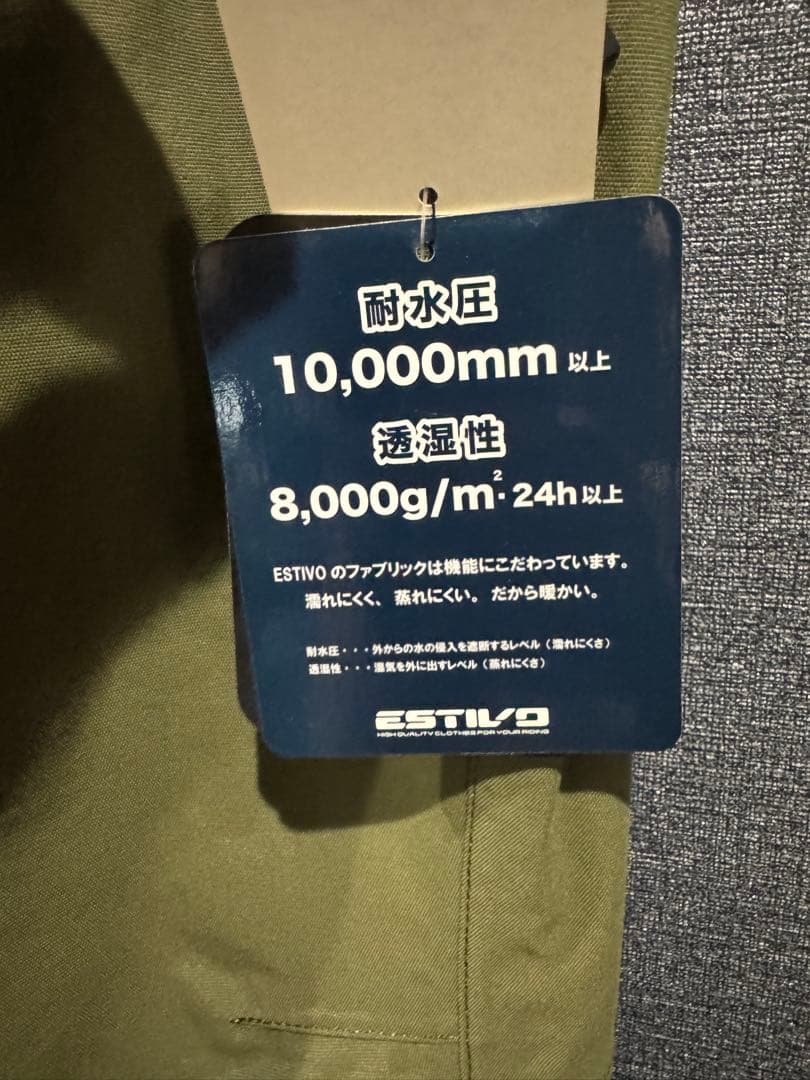 耐水圧
10,000mm 以上
透湿性
8,000g/m²･24h以上
ESTIVO のファブリックは機能にこだわっています。
濡れにくく、蒸れにくい。だから暖かい。
耐水圧・・・外からの水の侵入を遮断するレベル（濡れにくさ）
透湿性・・・湿気を外に出すレベル（蒸れにくさ）
ESTIVO
HIGH QUALITY CLOTHES FOR YOUR RIDING